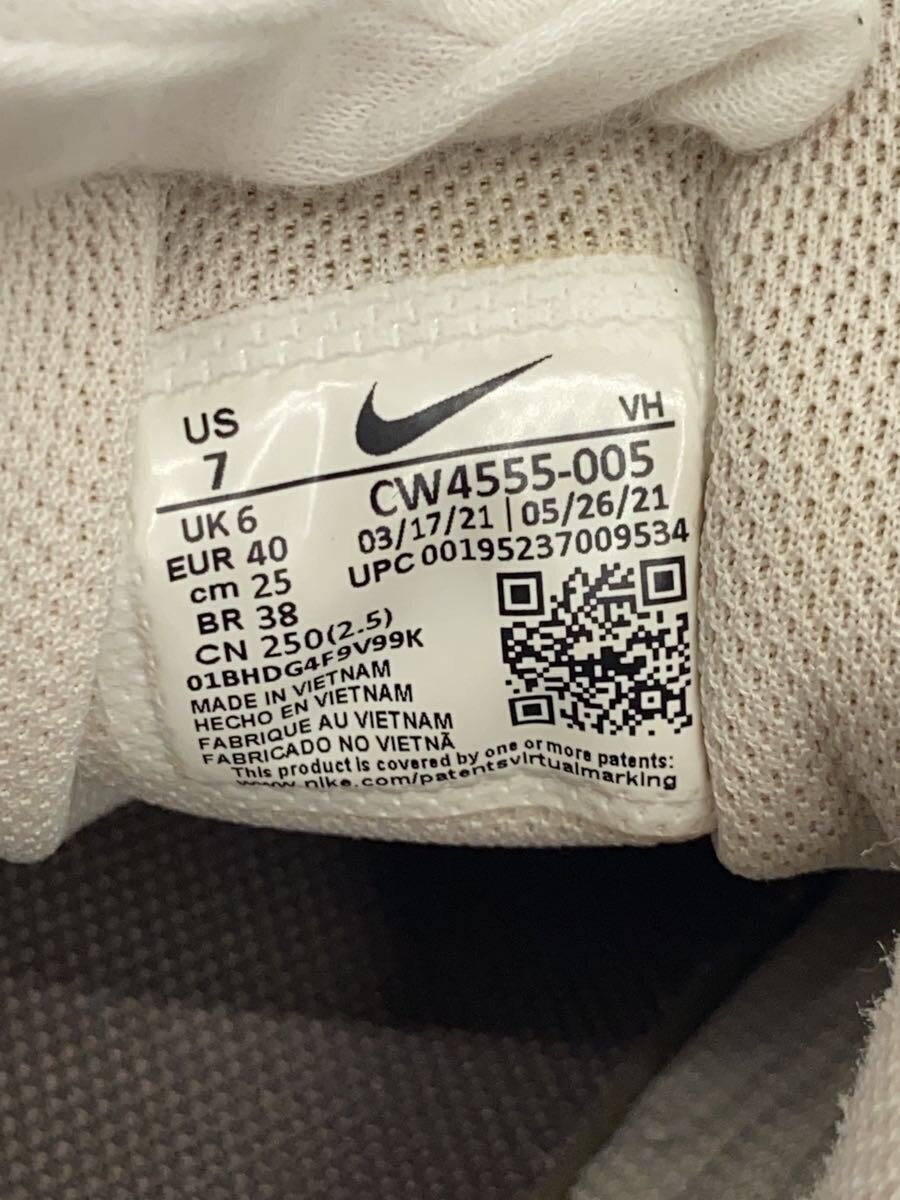 US
7
VH
CW4555-005
03/17/21 | 05/26/21
UPC 00195237009534
UK 6
EUR 40
cm 25
BR 38
CN 250(2.5)
01BHDG4F9V99K
MADE IN VIETNAM
HECHO EN VIETNAM
FABRIQUE AU VIETNAM
FABRICADO NO VIETNÃ
This product is covered by one or more patents:
www.nike.com/patentsvirtualmarking